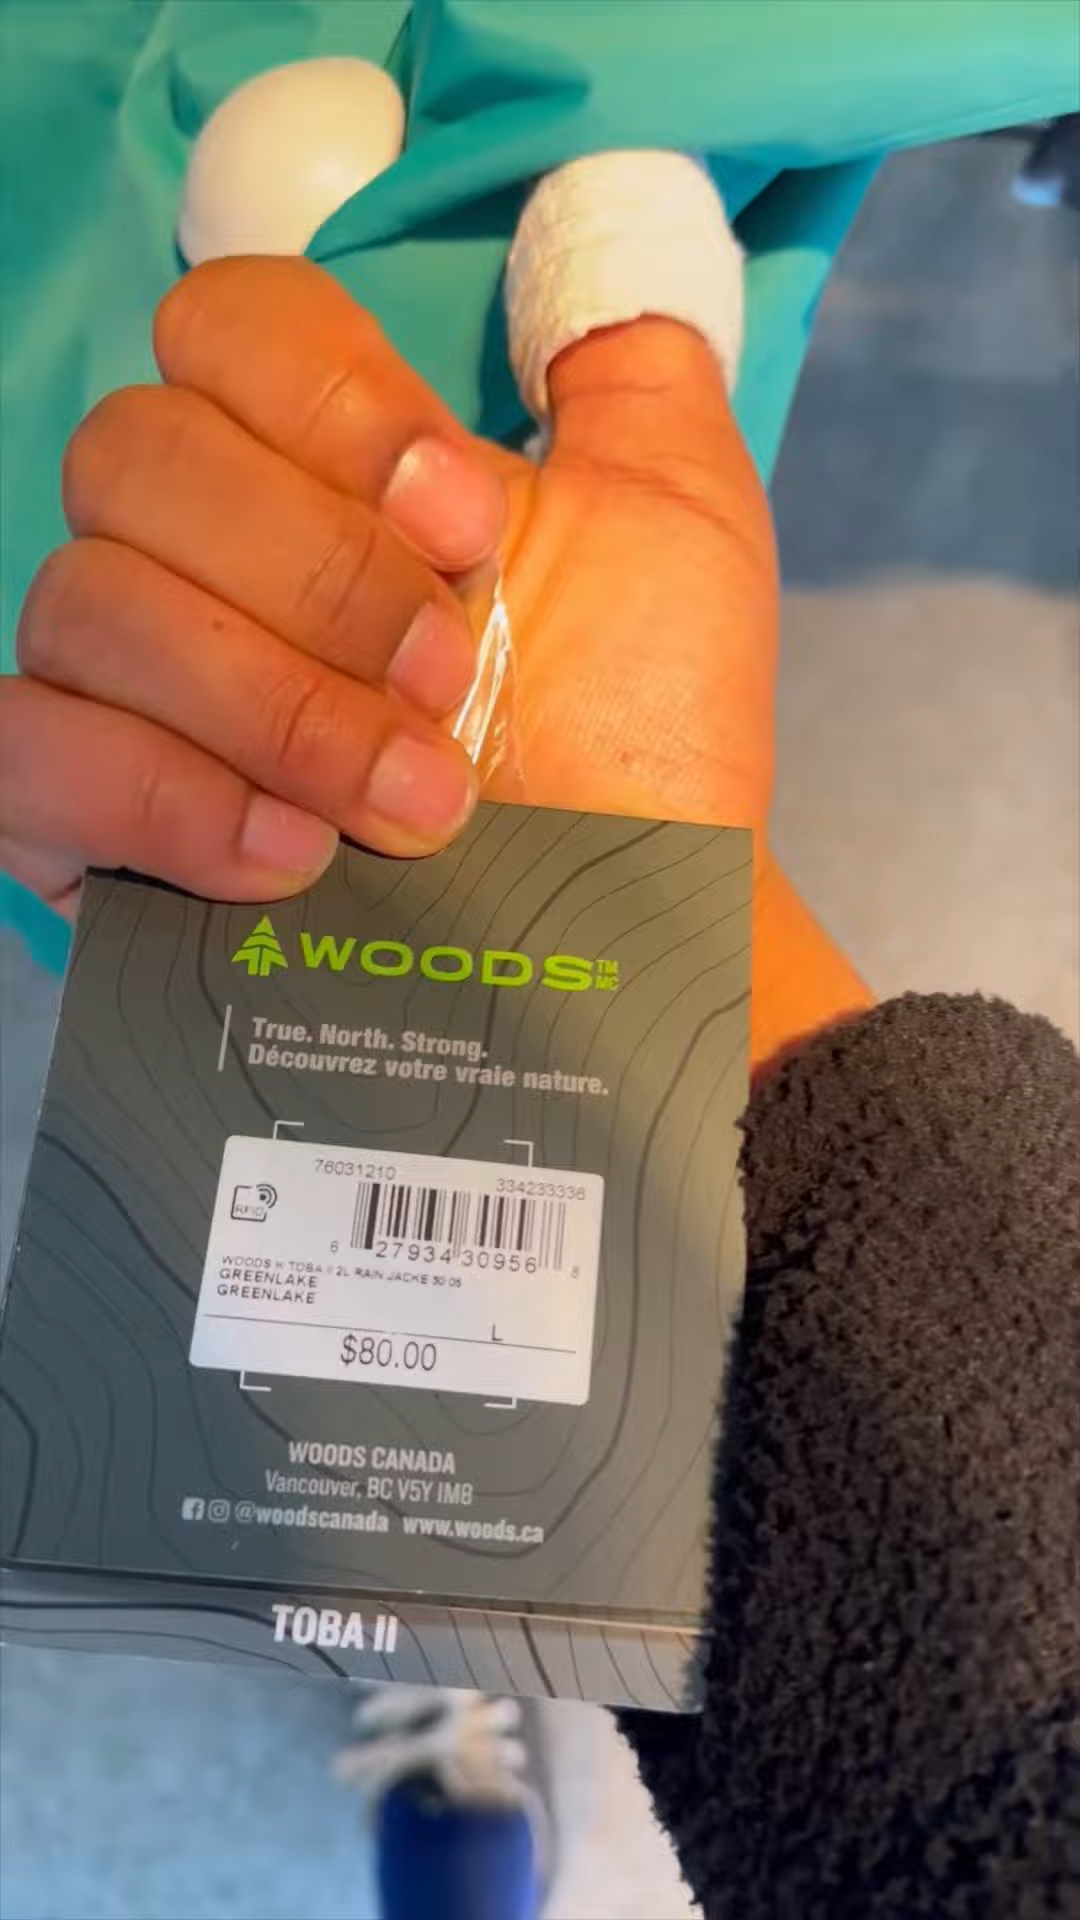 WOODS TM MC
True. North. Strong.
Découvrez votre vraie nature.
76031210 334233336
RFID
6 27934 30956 8
WOODS K TOBA II 2L RAIN JACKE 50 05
GREENLAKE
GREENLAKE
L
$80.00
WOODS CANADA
Vancouver, BC V5Y 1M8
@woodscanada www.woods.ca
TOBA II